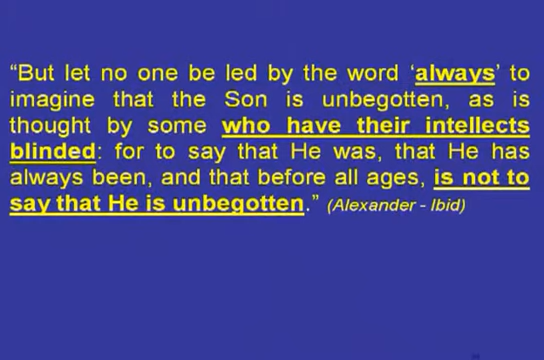 “But let no one be led by the word ‘always’ to
imagine that the Son is unbegotten, as is
thought by some who have their intellects
blinded: for to say that He was, that He has
always been, and that before all ages, is not to
say that He is unbegotten.” (Alexander - Ibid)